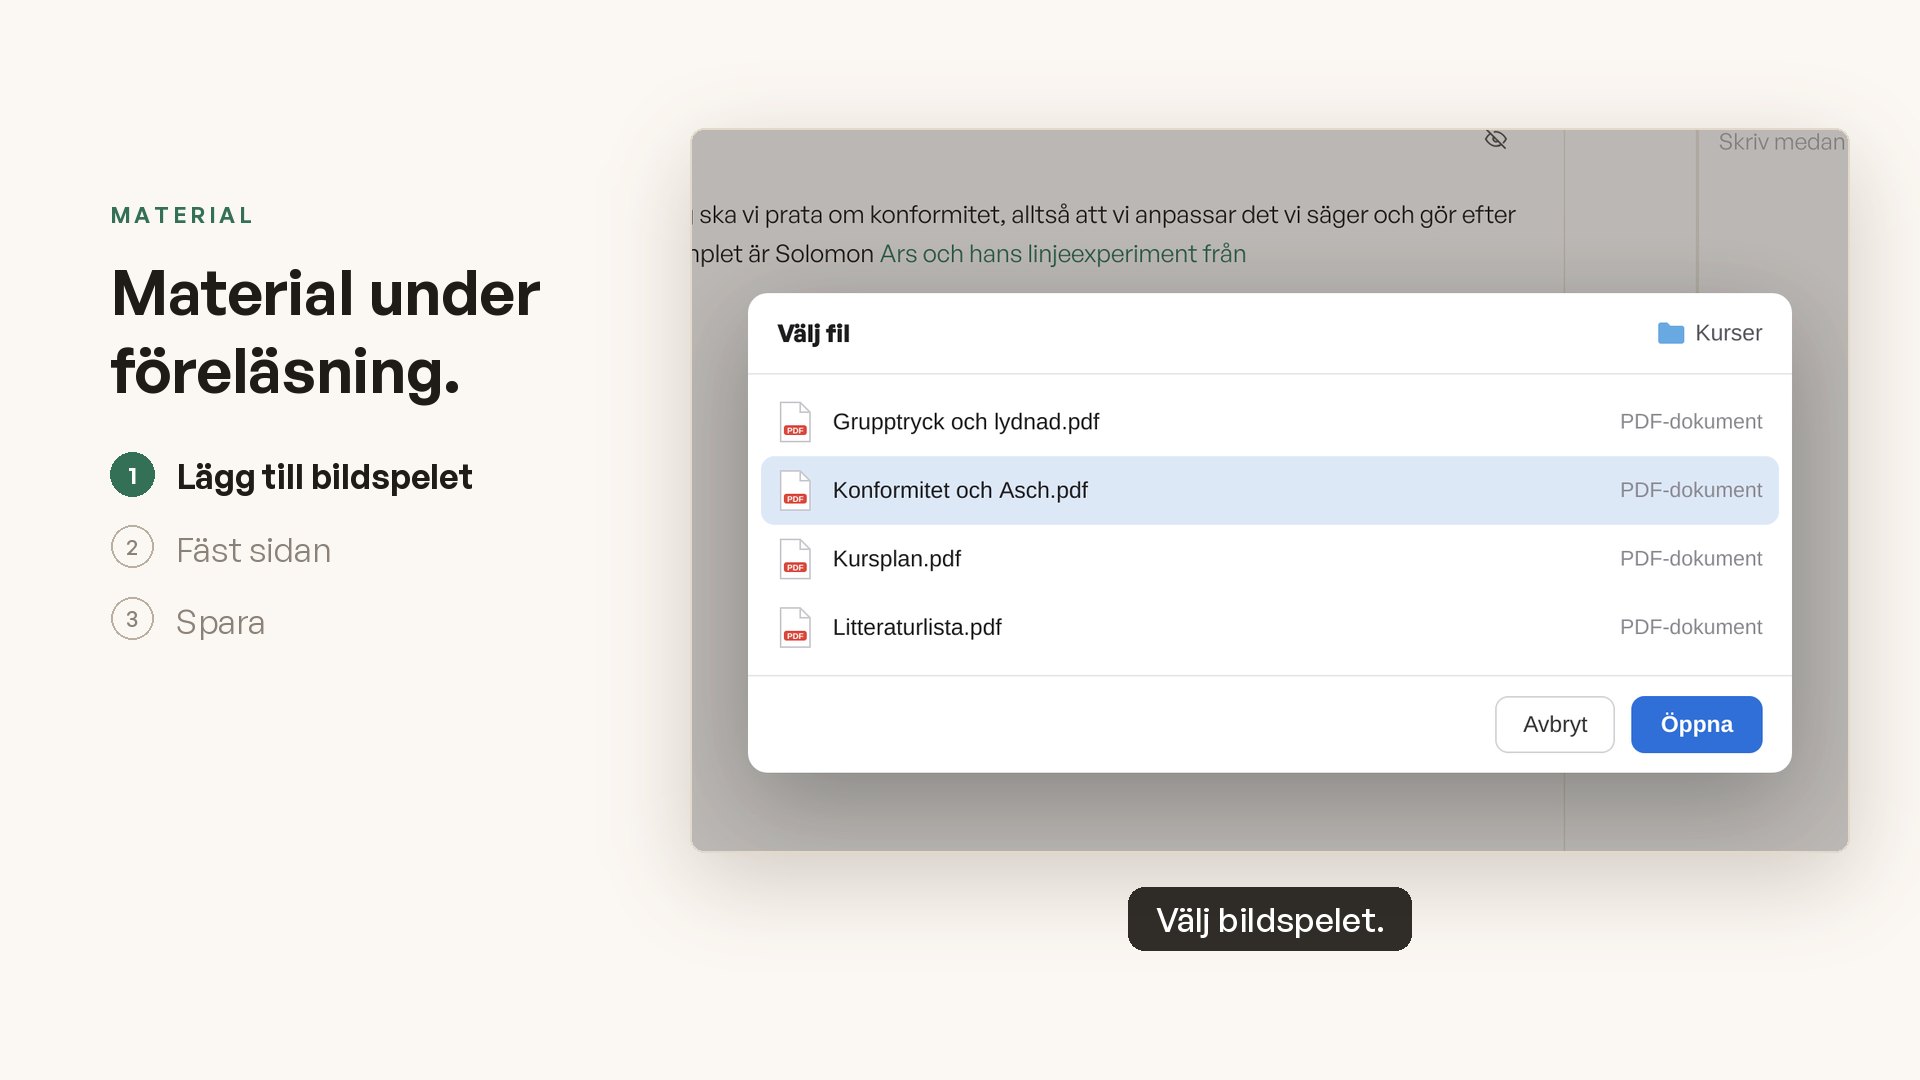 MATERIAL
Material under
föreläsning.
1 Lägg till bildspelet
2 Fäst sidan
3 Spara
Skriv medan
ska vi prata om konformitet, alltså att vi anpassar det vi säger och gör efter
mplet är Solomon Ars och hans linjeexperiment från
Välj fil
Kurser
PDF Grupptryck och lydnad.pdf PDF-dokument
PDF Konformitet och Asch.pdf PDF-dokument
PDF Kursplan.pdf PDF-dokument
PDF Litteraturlista.pdf PDF-dokument
Avbryt
Öppna
Välj bildspelet.